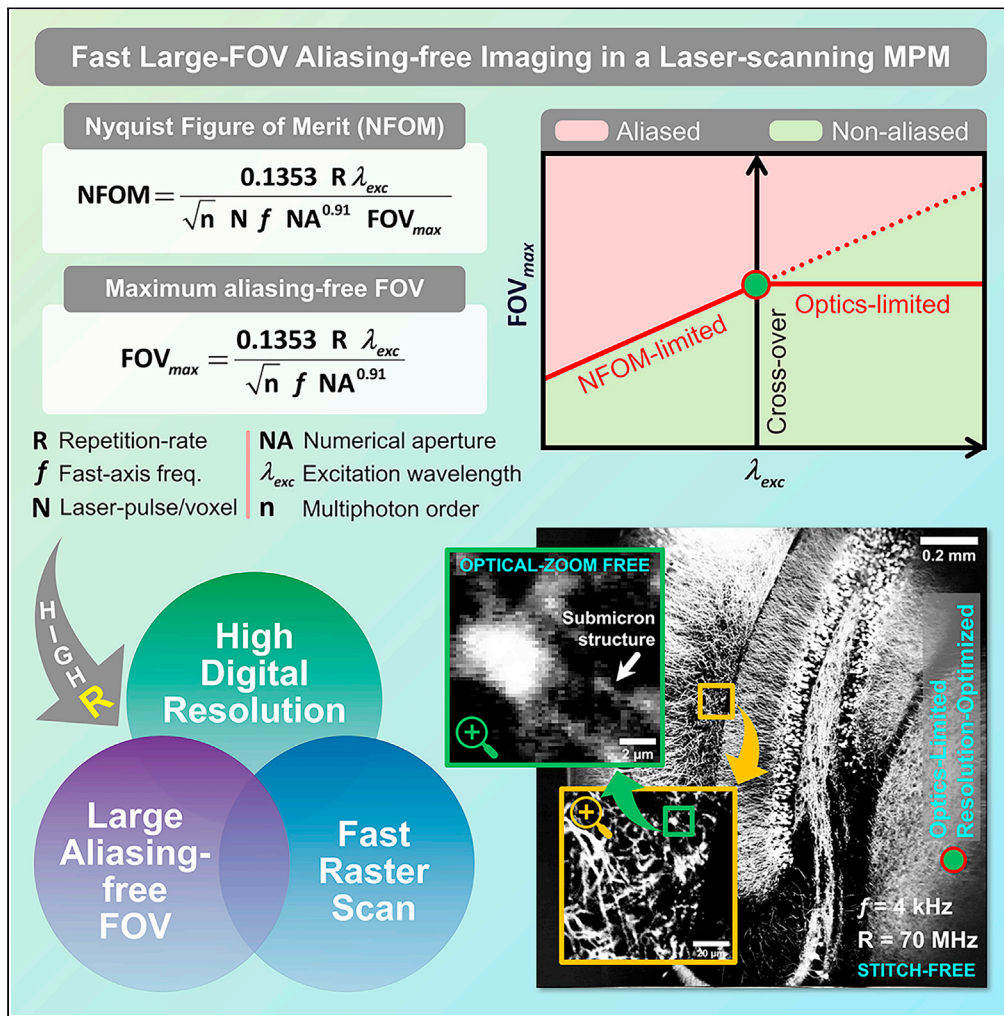 Fast Large-FOV Aliasing-free Imaging in a Laser-scanning MPM
Nyquist Figure of Merit (NFOM)
NFOM = 0.1353 R λexc / √n N f NA^0.91 FOVmax
Maximum aliasing-free FOV
FOVmax = 0.1353 R λexc / √n f NA^0.91
R Repetition-rate
f Fast-axis freq.
N Laser-pulse/voxel
NA Numerical aperture
λexc Excitation wavelength
n Multiphoton order
Aliased
Non-aliased
FOVmax
NFOM-limited
Optics-limited
Cross-over
λexc
HIGH R
High
Digital
Resolution
Large
Aliasing-
free
FOV
Fast
Raster
Scan
OPTICAL-ZOOM FREE
Submicron
structure
2 µm
20 µm
0.2 mm
Optics-Limited
Resolution-Optimized
f = 4 kHz
R = 70 MHz
STITCH-FREE